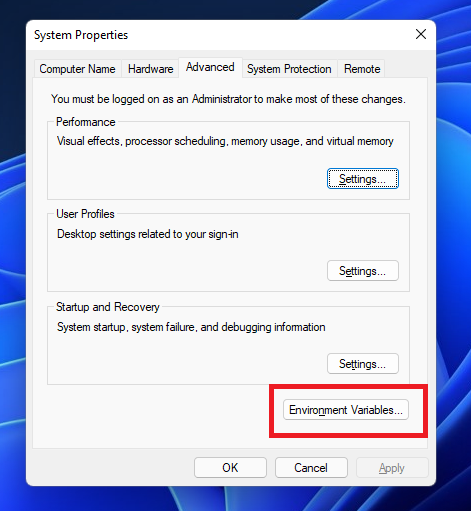 System Properties
Computer Name Hardware Advanced System Protection Remote
You must be logged on as an Administrator to make most of these changes.
Performance
Visual effects, processor scheduling, memory usage, and virtual memory
Settings...
User Profiles
Desktop settings related to your sign-in
Settings...
Startup and Recovery
System startup, system failure, and debugging information
Settings...
Environment Variables...
OK Cancel Apply